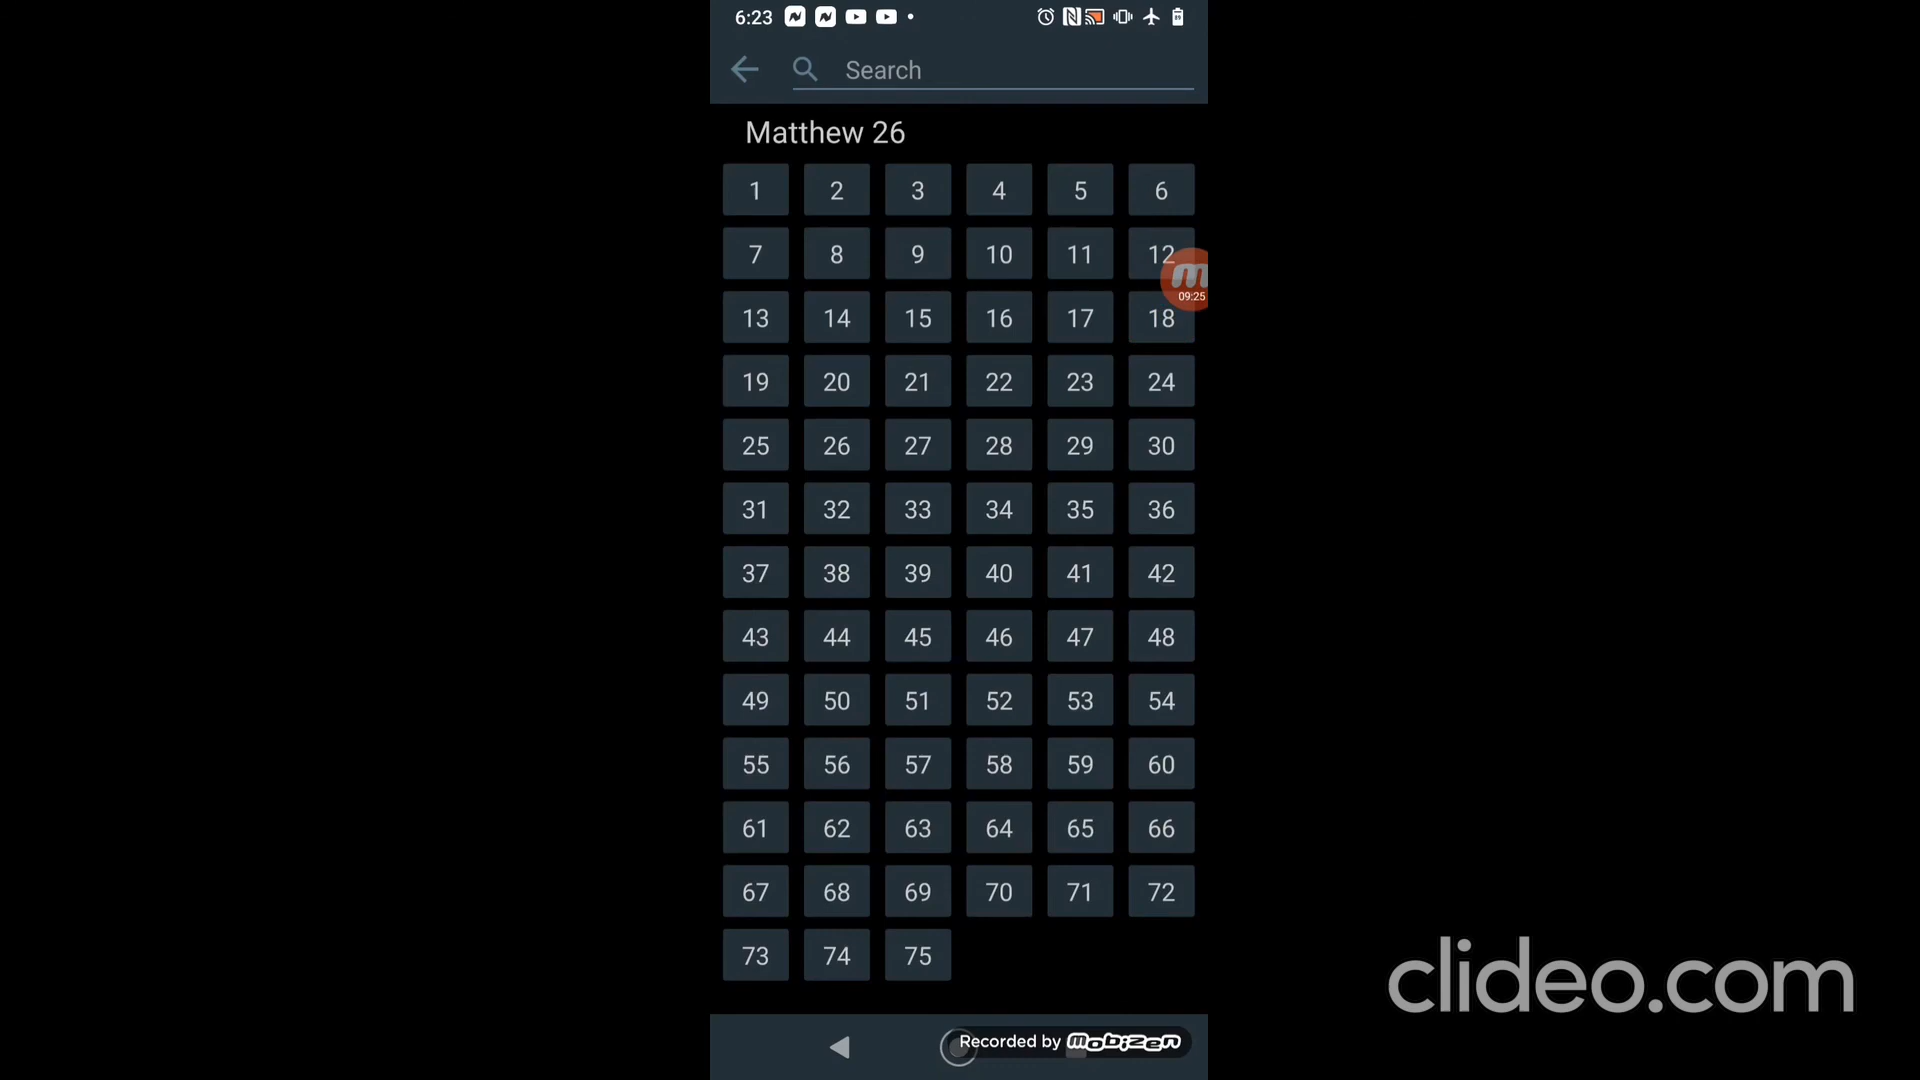 6:23
Search
Matthew 26
1 2 3 4 5 6
7 8 9 10 11 12
09:25
13 14 15 16 17 18
19 20 21 22 23 24
25 26 27 28 29 30
31 32 33 34 35 36
37 38 39 40 41 42
43 44 45 46 47 48
49 50 51 52 53 54
55 56 57 58 59 60
61 62 63 64 65 66
67 68 69 70 71 72
73 74 75
clideo.com
Recorded by mobizen